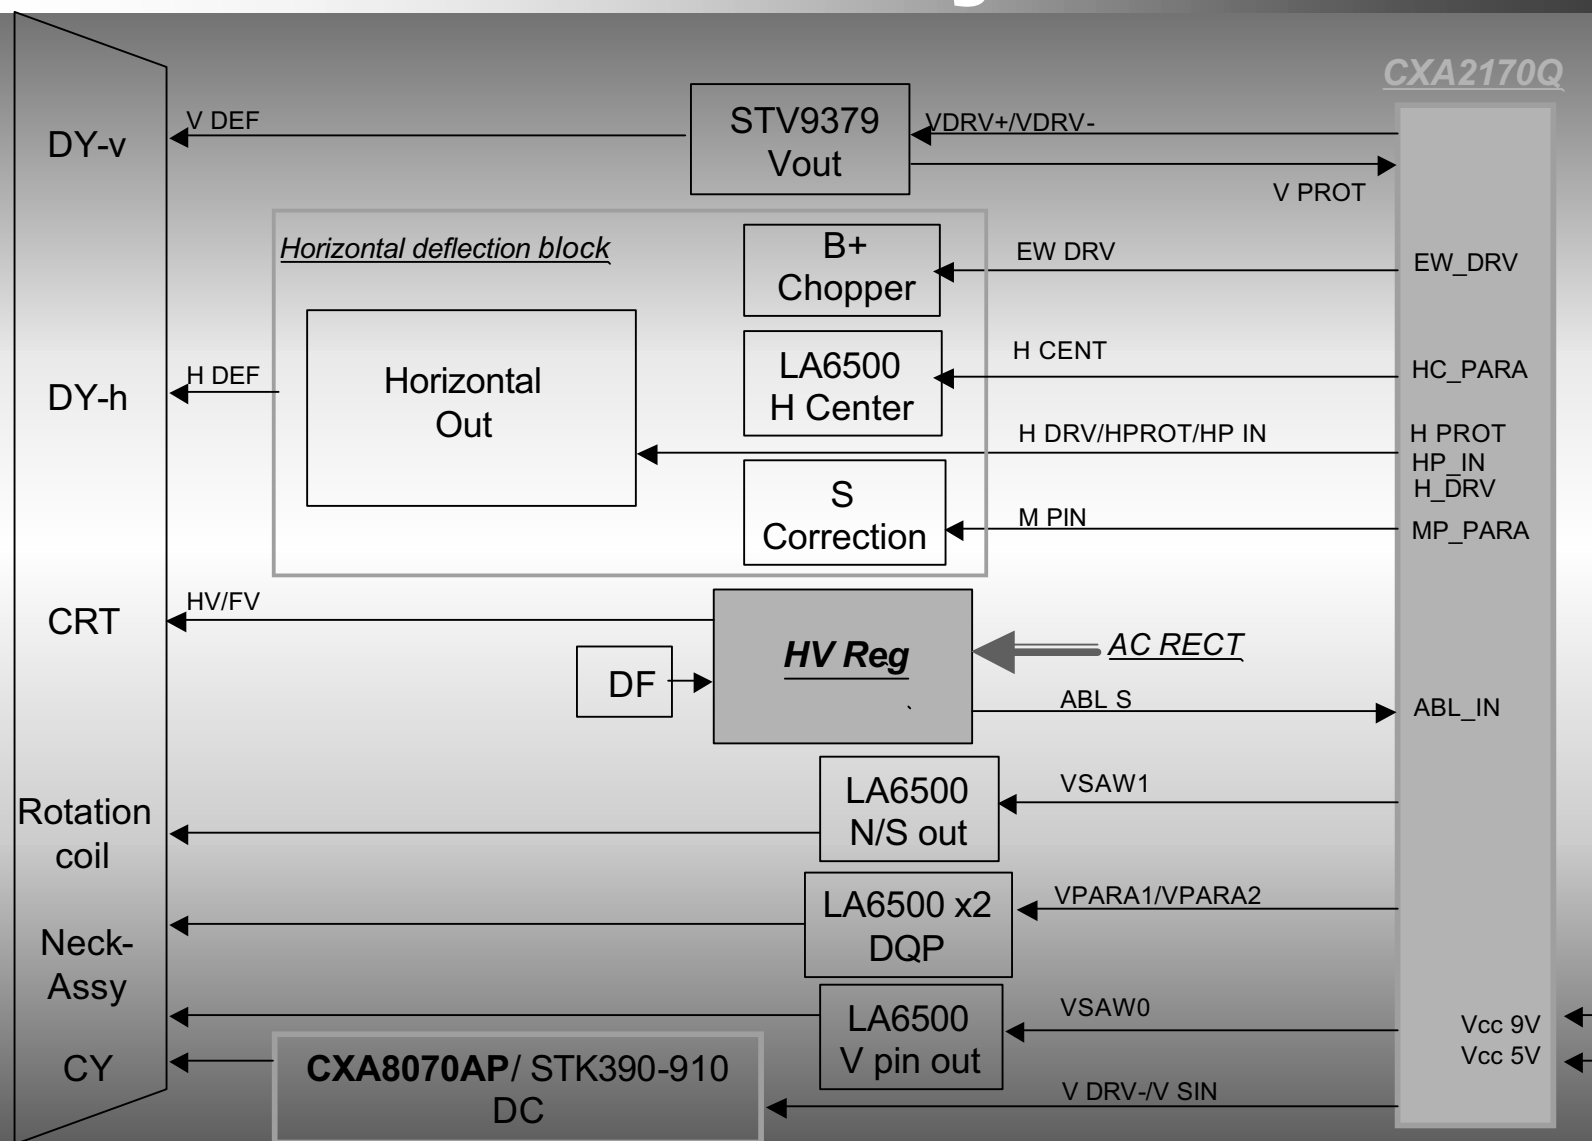 CXA2170Q
DY-v
V DEF
STV9379
Vout
VDRV+/VDRV-
V PROT
Horizontal deflection block
B+
Chopper
EW DRV
EW_DRV
DY-h
H DEF
Horizontal
Out
LA6500
H Center
H CENT
HC_PARA
H DRV/HPROT/HP IN
H PROT
HP_IN
H_DRV
S
Correction
M PIN
MP_PARA
CRT
HV/FV
DF
HV Reg
AC RECT
ABL S
ABL_IN
Rotation
coil
LA6500
N/S out
VSAW1
Neck-
Assy
LA6500 x2
DQP
VPARA1/VPARA2
LA6500
V pin out
VSAW0
Vcc 9V
Vcc 5V
CY
CXA8070AP/ STK390-910
DC
V DRV-/V SIN